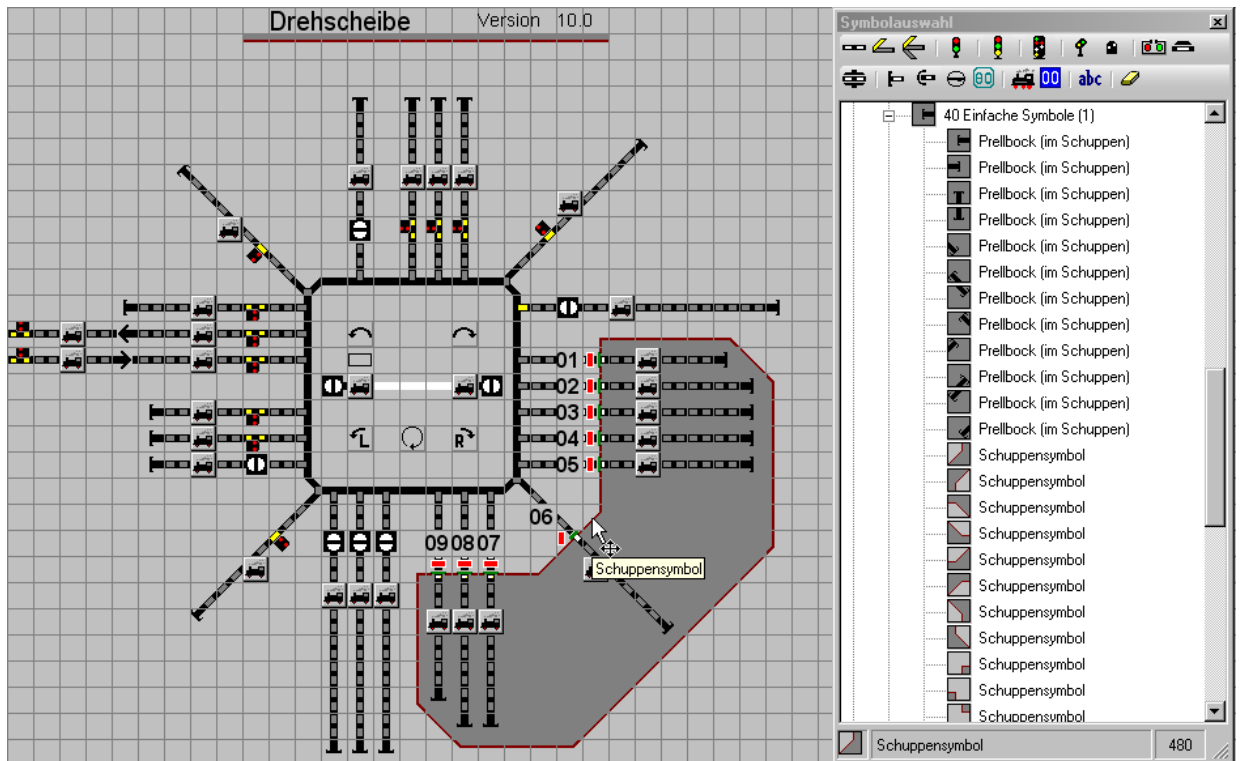 Drehscheibe Version 10.0
Symbolauswahl
80 00 abc
40 Einfache Symbole (1)
Prellbock (im Schuppen)
Prellbock (im Schuppen)
Prellbock (im Schuppen)
Prellbock (im Schuppen)
Prellbock (im Schuppen)
Prellbock (im Schuppen)
Prellbock (im Schuppen)
Prellbock (im Schuppen)
Prellbock (im Schuppen)
Prellbock (im Schuppen)
Prellbock (im Schuppen)
Prellbock (im Schuppen)
Schuppensymbol
Schuppensymbol
Schuppensymbol
Schuppensymbol
Schuppensymbol
Schuppensymbol
Schuppensymbol
Schuppensymbol
Schuppensymbol
Schuppensymbol
Schuppensymbol
Schuppensymbol 480
01
02
03
L R 04
05
06
09 08 07
Schuppensymbol